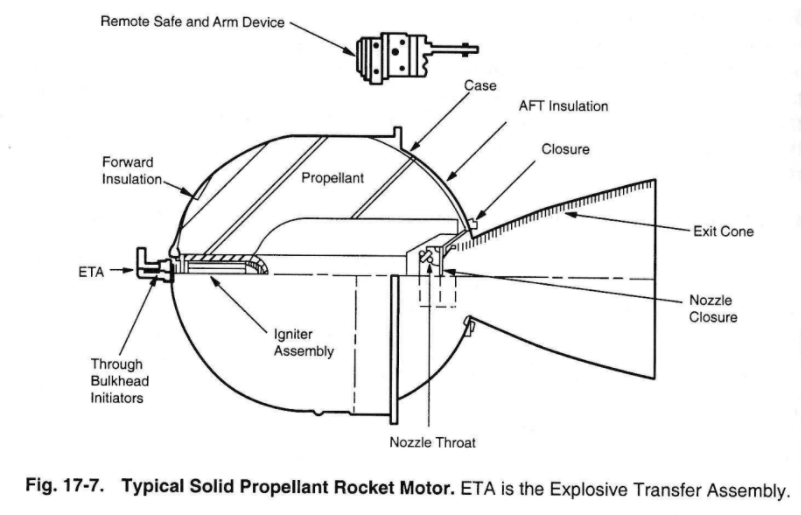 Remote Safe and Arm Device
Case
AFT Insulation
Closure
Forward
Insulation
Propellant
Exit Cone
ETA
Nozzle
Closure
Igniter
Assembly
Through
Bulkhead
Initiators
Nozzle Throat
Fig. 17-7. Typical Solid Propellant Rocket Motor. ETA is the Explosive Transfer Assembly.